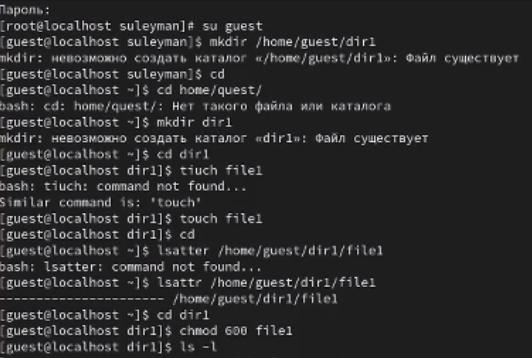 Пароль:
[root@localhost suleyman]# su guest
[guest@localhost suleyman]$ mkdir /home/guest/dir1
mkdir: невозможно создать каталог «/home/guest/dir1»: Файл существует
[guest@localhost suleyman]$ cd
[guest@localhost ~]$ cd home/quest/
bash: cd: home/quest/: Нет такого файла или каталога
[guest@localhost ~]$ mkdir dir1
mkdir: невозможно создать каталог «dir1»: Файл существует
[guest@localhost ~]$ cd dir1
[guest@localhost dir1]$ tiuch file1
bash: tiuch: command not found...
Similar command is: 'touch'
[guest@localhost dir1]$ touch file1
[guest@localhost dir1]$ cd
[guest@localhost ~]$ lsatter /home/guest/dir1/file1
bash: lsatter: command not found...
[guest@localhost ~]$ lsattr /home/guest/dir1/file1
---------------------- /home/guest/dir1/file1
[guest@localhost ~]$ cd dir1
[guest@localhost dir1]$ chmod 600 file1
[guest@localhost dir1]$ ls -l